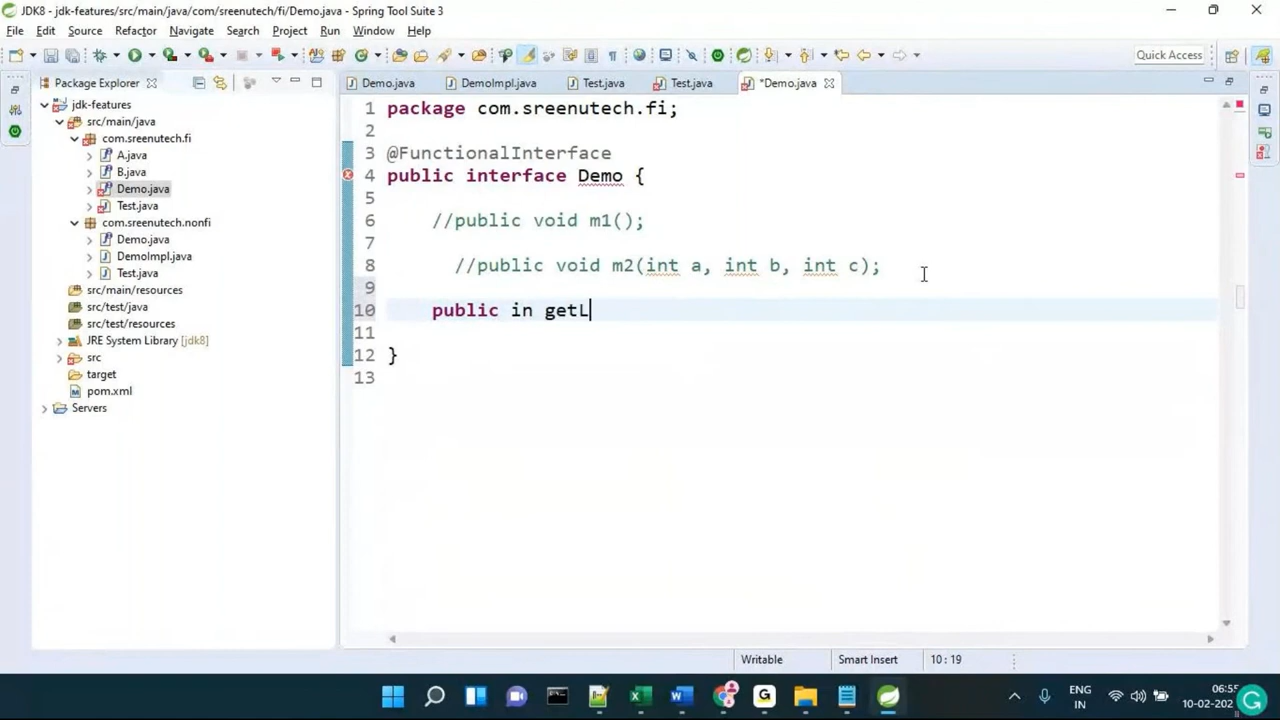 JDK8 - jdk-features/src/main/java/com/sreenutech/fi/Demo.java - Spring Tool Suite 3
File Edit Source Refactor Navigate Search Project Run Window Help
Quick Access
Package Explorer
Demo.java DemoImpl.java Test.java Test.java *Demo.java
jdk-features
src/main/java
com.sreenutech.fi
A.java
B.java
Demo.java
Test.java
com.sreenutech.nonfi
Demo.java
DemoImpl.java
Test.java
src/main/resources
src/test/java
src/test/resources
JRE System Library [jdk8]
src
target
pom.xml
Servers
1 package com.sreenutech.fi;
2
3 @FunctionalInterface
4 public interface Demo {
5
6 //public void m1();
7
8 //public void m2(int a, int b, int c);
9
10 public in getL
11
12 }
13
Writable Smart Insert 10 : 19
ENG
IN
06:55
10-02-202